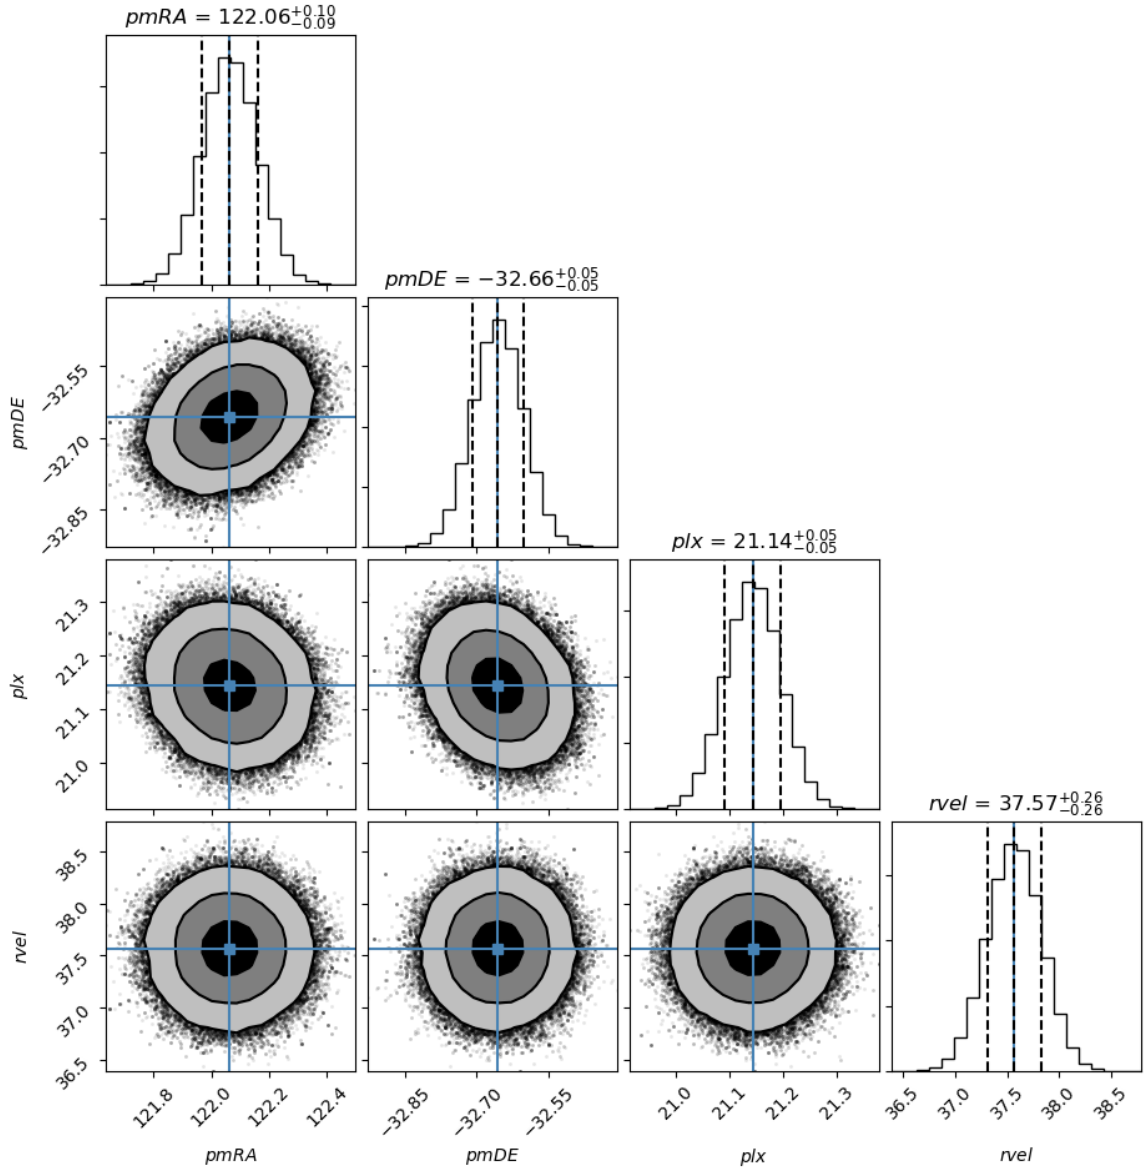 pmRA = 122.06+0.10 −0.09
pmDE = −32.66+0.05 −0.05
−32.55
−32.70
−32.85
pmDE
plx = 21.14+0.05 −0.05
21.3
21.2
21.1
21.0
plx
rvel = 37.57+0.26 −0.26
38.5
38.0
37.5
37.0
36.5
rvel
121.8 122.0 122.2 122.4
−32.85 −32.70 −32.55
21.0 21.1 21.2 21.3
36.5 37.0 37.5 38.0 38.5
pmRA pmDE plx rvel